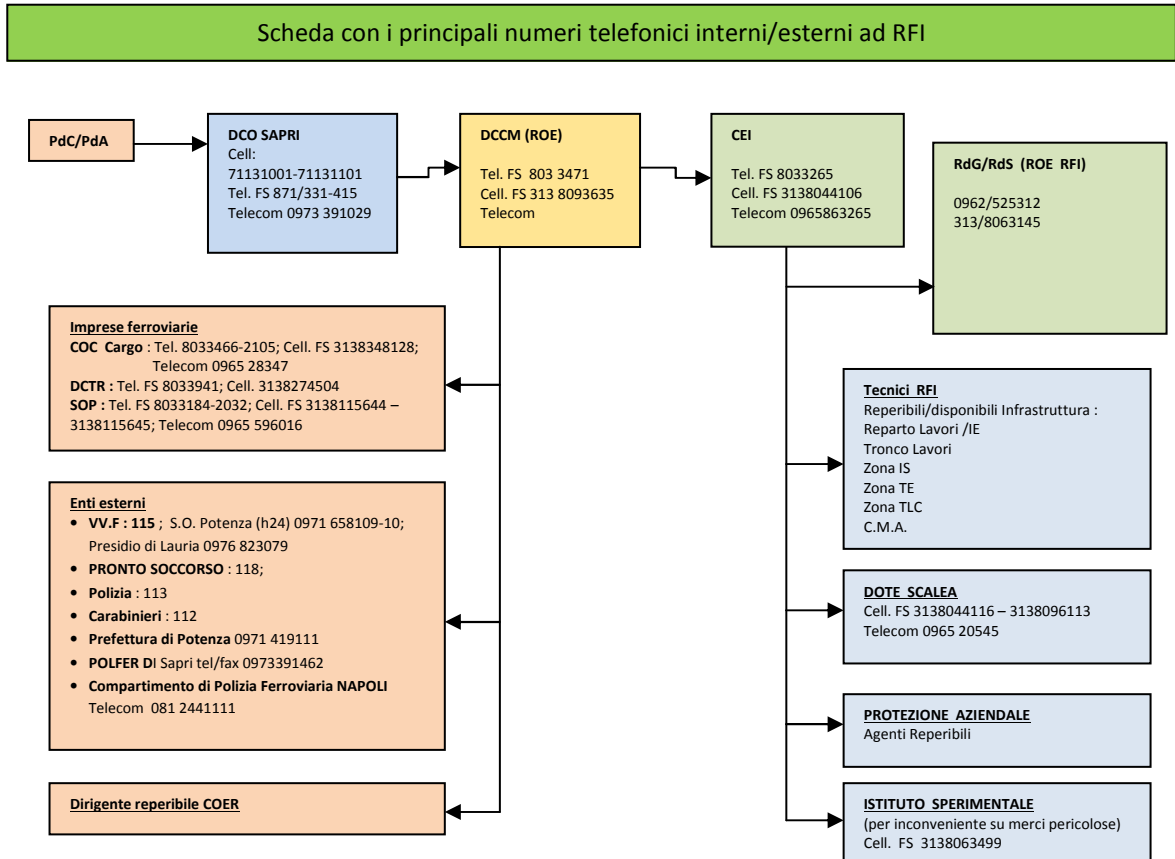 Scheda con i principali numeri telefonici interni/esterni ad RFI
PdC/PdA
DCO SAPRI
Cell:
71131001-71131101
Tel. FS 871/331-415
Telecom 0973 391029
DCCM (ROE)
Tel. FS 803 3471
Cell. FS 313 8093635
Telecom
CEI
Tel. FS 8033265
Cell. FS 3138044106
Telecom 0965863265
RdG/RdS (ROE RFI)
0962/525312
313/8063145
Imprese ferroviarie
COC Cargo : Tel. 8033466-2105; Cell. FS 3138348128;
Telecom 0965 28347
DCTR : Tel. FS 8033941; Cell. 3138274504
SOP : Tel. FS 8033184-2032; Cell. FS 3138115644 –
3138115645; Telecom 0965 596016
Enti esterni
• VV.F : 115 ; S.O. Potenza (h24) 0971 658109-10;
Presidio di Lauria 0976 823079
• PRONTO SOCCORSO : 118;
• Polizia : 113
• Carabinieri : 112
• Prefettura di Potenza 0971 419111
• POLFER DI Sapri tel/fax 0973391462
• Compartimento di Polizia Ferroviaria NAPOLI
Telecom 081 2441111
Dirigente reperibile COER
Tecnici RFI
Reperibili/disponibili Infrastruttura :
Reparto Lavori /IE
Tronco Lavori
Zona IS
Zona TE
Zona TLC
C.M.A.
DOTE SCALEA
Cell. FS 3138044116 – 3138096113
Telecom 0965 20545
PROTEZIONE AZIENDALE
Agenti Reperibili
ISTITUTO SPERIMENTALE
(per inconveniente su merci pericolose)
Cell. FS 3138063499